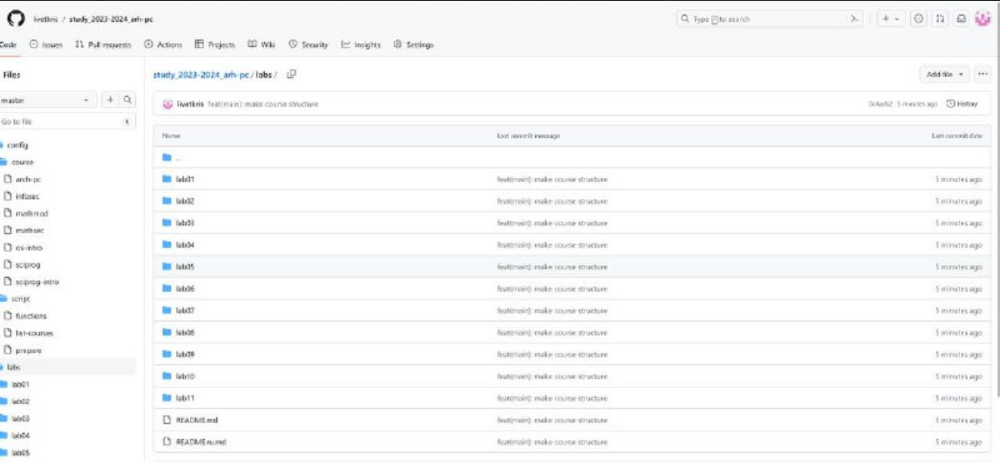 livetkris / study_2023-2024_arh-pc
Type / to search
Code Issues Pull requests Actions Projects Wiki Security Insights Settings
Files
study_2023-2024_arh-pc / labs /
Add file
master
livetkris feat(main): make course structure
5 minutes ago History
Go to file t
Name Last commit message Last commit date
config
..
course
arch-pc
lab01 feat(main): make course structure 5 minutes ago
infosec
lab02 feat(main): make course structure 5 minutes ago
mathmod
lab03 feat(main): make course structure 5 minutes ago
mathsec
os-intro
lab04 feat(main): make course structure 5 minutes ago
sciprog
lab05 feat(main): make course structure 5 minutes ago
sciprog-intro
lab06 feat(main): make course structure 5 minutes ago
script
functions
lab07 feat(main): make course structure 5 minutes ago
list-courses
lab08 feat(main): make course structure 5 minutes ago
prepare
lab09 feat(main): make course structure 5 minutes ago
labs
lab10 feat(main): make course structure 5 minutes ago
lab01
lab11 feat(main): make course structure 5 minutes ago
lab02
lab03
README.md feat(main): make course structure 5 minutes ago
lab04
README.ru.md feat(main): make course structure 5 minutes ago
lab05